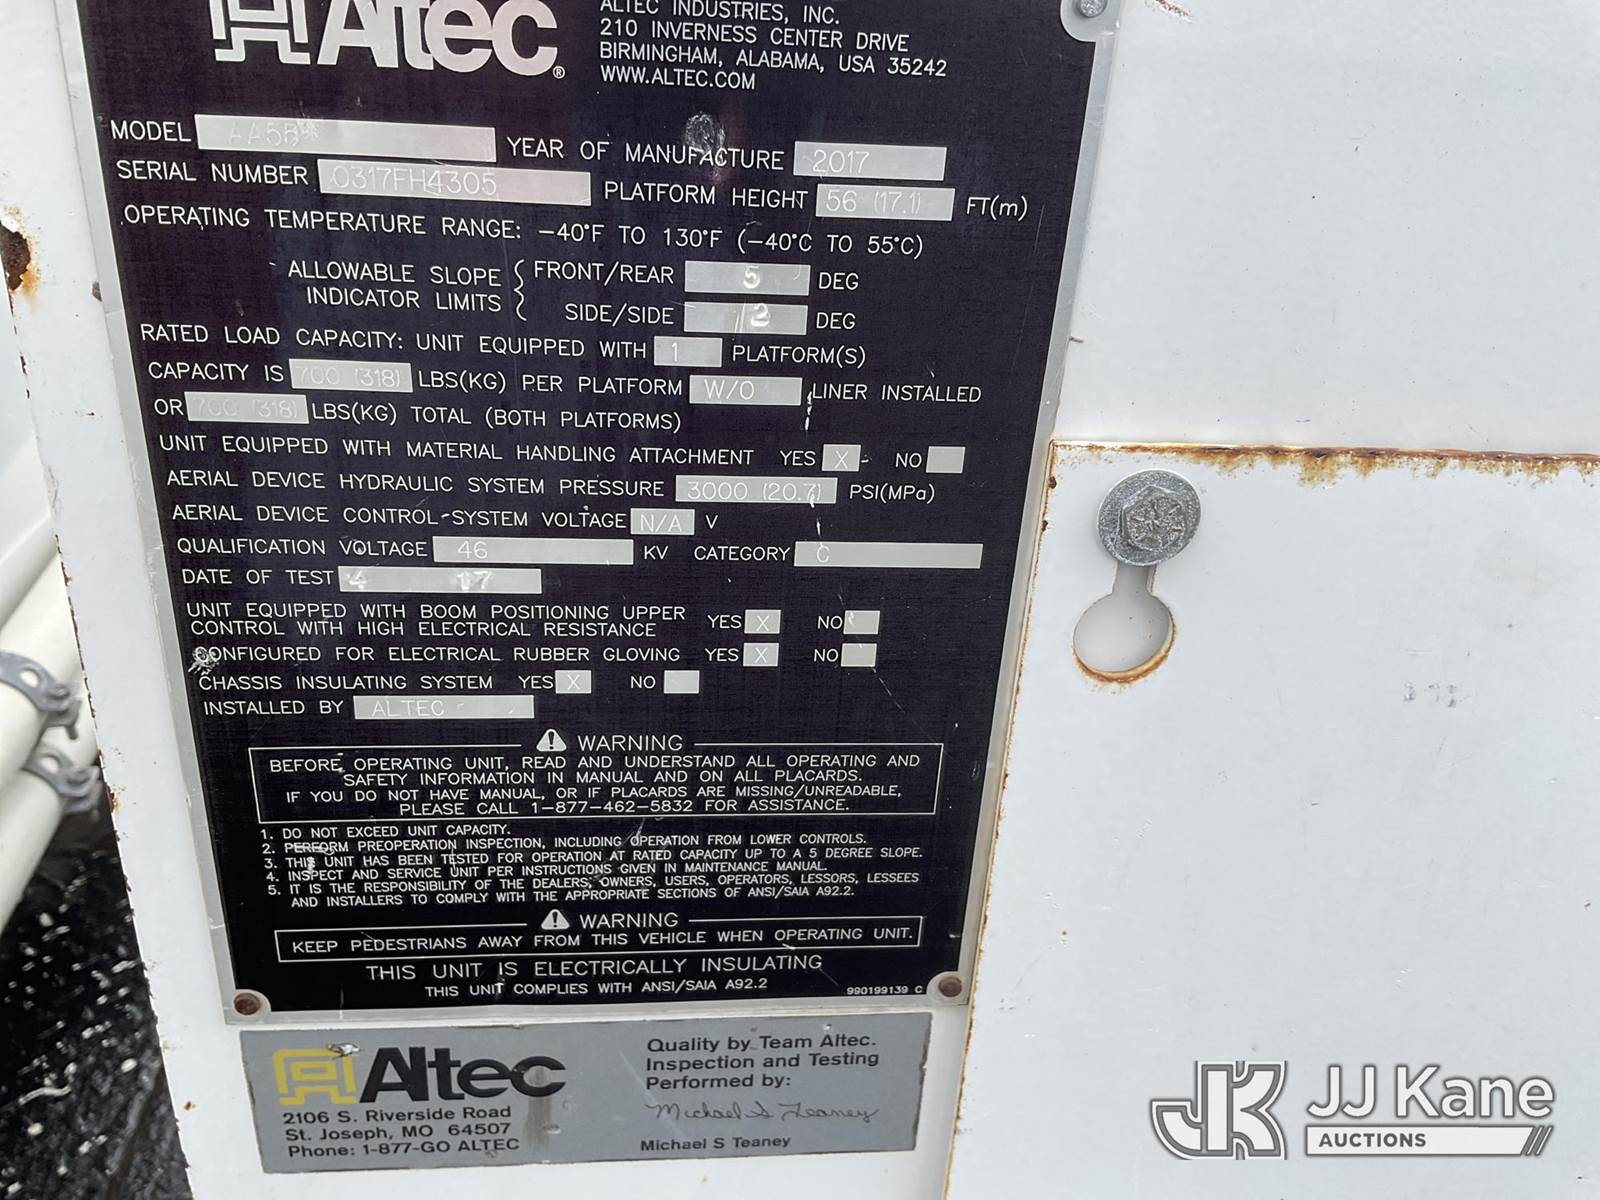 Altec®
ALTEC INDUSTRIES, INC.
210 INVERNESS CENTER DRIVE
BIRMINGHAM, ALABAMA, USA 35242
WWW.ALTEC.COM
MODEL AA58 YEAR OF MANUFACTURE 2017
SERIAL NUMBER 0317FH4305 PLATFORM HEIGHT 56 (17.1) FT(m)
OPERATING TEMPERATURE RANGE: −40°F TO 130°F (−40°C TO 55°C)
ALLOWABLE SLOPE INDICATOR LIMITS { FRONT/REAR 5 DEG
SIDE/SIDE 2 DEG
RATED LOAD CAPACITY: UNIT EQUIPPED WITH 1 PLATFORM(S)
CAPACITY IS 700 (318) LBS(KG) PER PLATFORM W/O LINER INSTALLED
OR 700 (318) LBS(KG) TOTAL (BOTH PLATFORMS)
UNIT EQUIPPED WITH MATERIAL HANDLING ATTACHMENT YES X NO
AERIAL DEVICE HYDRAULIC SYSTEM PRESSURE 3000 (20.7) PSI(MPa)
AERIAL DEVICE CONTROL SYSTEM VOLTAGE N/A V
QUALIFICATION VOLTAGE 46 KV CATEGORY C
DATE OF TEST 4 17
UNIT EQUIPPED WITH BOOM POSITIONING UPPER
CONTROL WITH HIGH ELECTRICAL RESISTANCE YES X NO
CONFIGURED FOR ELECTRICAL RUBBER GLOVING YES X NO
CHASSIS INSULATING SYSTEM YES X NO
INSTALLED BY ALTEC
WARNING
BEFORE OPERATING UNIT, READ AND UNDERSTAND ALL OPERATING AND
SAFETY INFORMATION IN MANUAL AND ON ALL PLACARDS.
IF YOU DO NOT HAVE MANUAL, OR IF PLACARDS ARE MISSING/UNREADABLE,
PLEASE CALL 1−877−462−5832 FOR ASSISTANCE.
1. DO NOT EXCEED UNIT CAPACITY.
2. PERFORM PREOPERATION INSPECTION, INCLUDING OPERATION FROM LOWER CONTROLS.
3. THIS UNIT HAS BEEN TESTED FOR OPERATION AT RATED CAPACITY UP TO A 5 DEGREE SLOPE.
4. INSPECT AND SERVICE UNIT PER INSTRUCTIONS GIVEN IN MAINTENANCE MANUAL.
5. IT IS THE RESPONSIBILITY OF THE DEALERS, OWNERS, USERS, OPERATORS, LESSORS, LESSEES
AND INSTALLERS TO COMPLY WITH THE APPROPRIATE SECTIONS OF ANSI/SAIA A92.2.
WARNING
KEEP PEDESTRIANS AWAY FROM THIS VEHICLE WHEN OPERATING UNIT.
THIS UNIT IS ELECTRICALLY INSULATING
THIS UNIT COMPLIES WITH ANSI/SAIA A92.2
990199139 C
Altec
2106 S. Riverside Road
St. Joseph, MO 64507
Phone: 1-877-GO ALTEC
Quality by Team Altec.
Inspection and Testing
Performed by:
Michael S Teaney
Michael S Teaney
JK JJ Kane
AUCTIONS